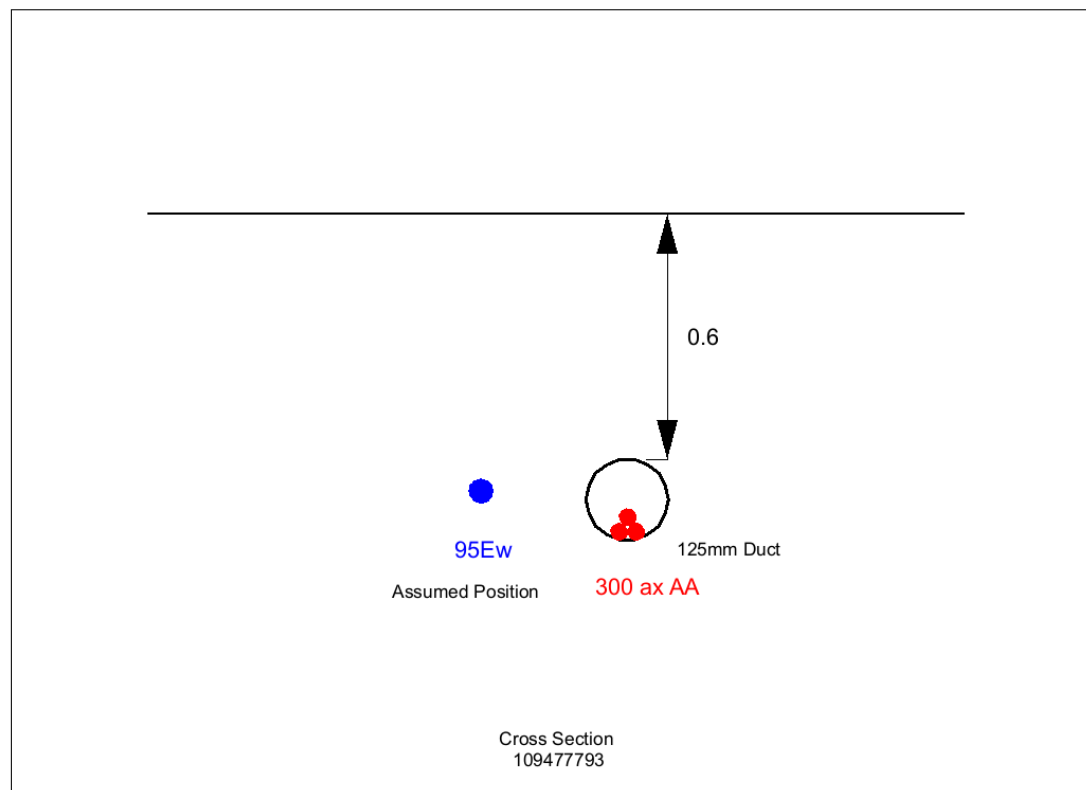 0.6
95Ew
125mm Duct
Assumed Position
300 ax AA
Cross Section
109477793